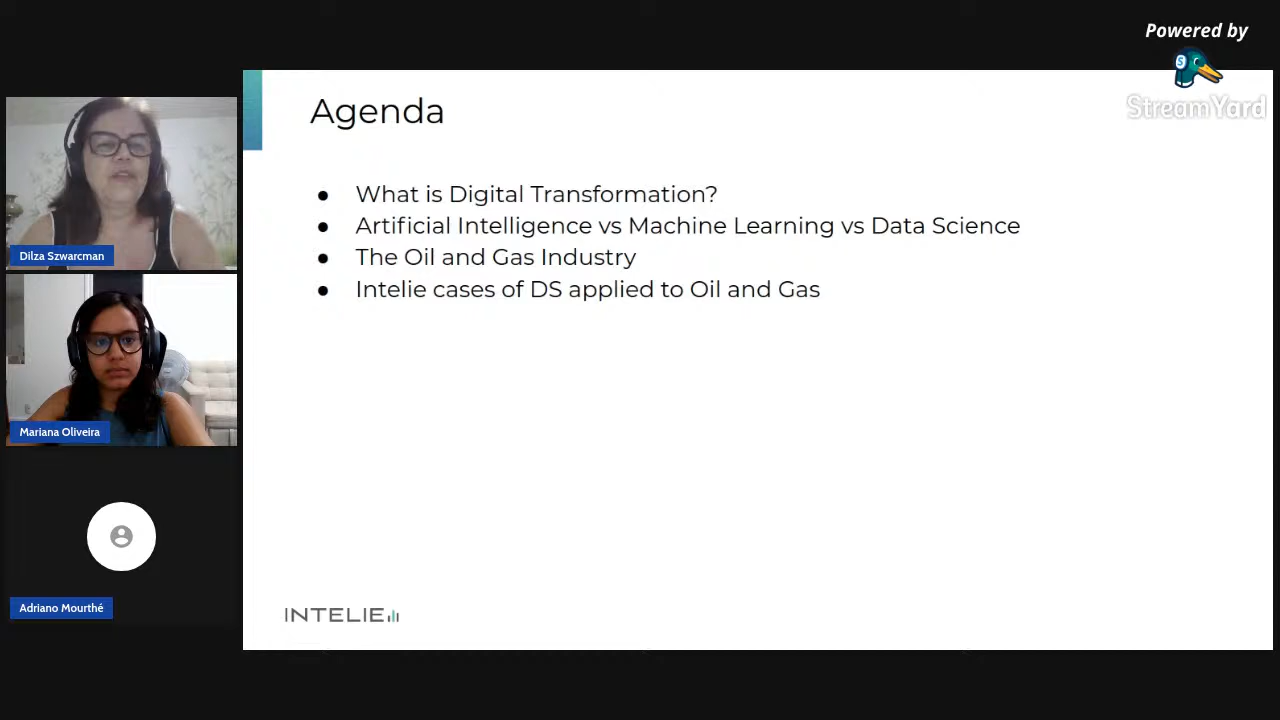 Powered by
StreamYard
Agenda
● What is Digital Transformation?
● Artificial Intelligence vs Machine Learning vs Data Science
● The Oil and Gas Industry
● Intelie cases of DS applied to Oil and Gas
INTELIE
Dilza Szwarcman
Mariana Oliveira
Adriano Mourthé